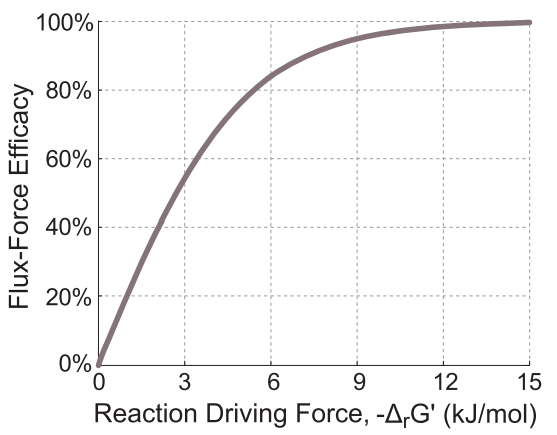 100%
80%
60%
40%
20%
0%
Flux-Force Efficacy
0 3 6 9 12 15
Reaction Driving Force, -ΔrG' (kJ/mol)